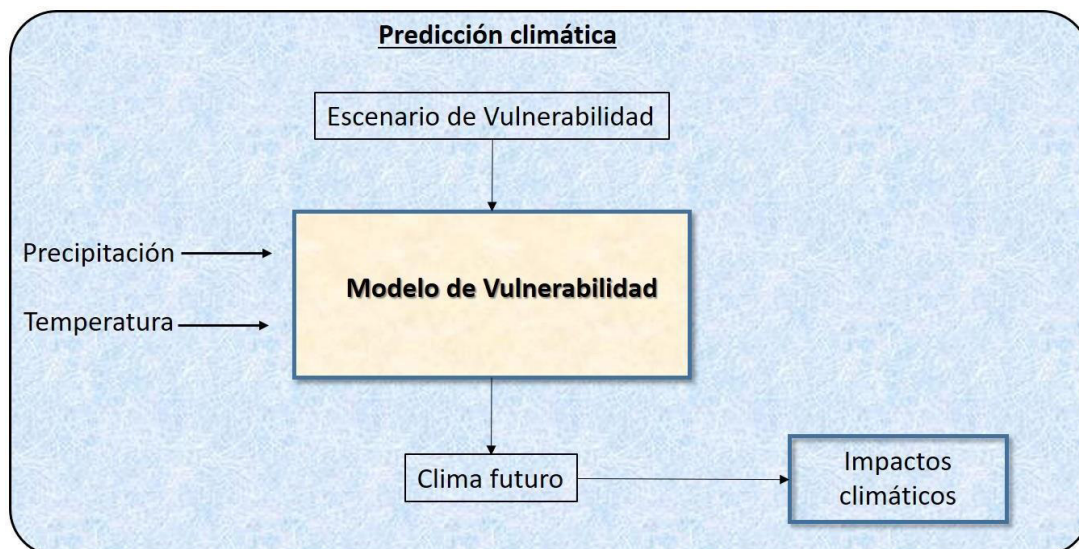 Predicción climática
Escenario de Vulnerabilidad
Precipitación
Modelo de Vulnerabilidad
Temperatura
Clima futuro
Impactos
climáticos